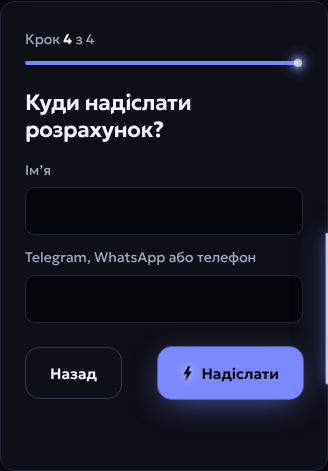 Крок 4 з 4
Куди надіслати
розрахунок?
Ім’я
Telegram, WhatsApp або телефон
Назад
Надіслати